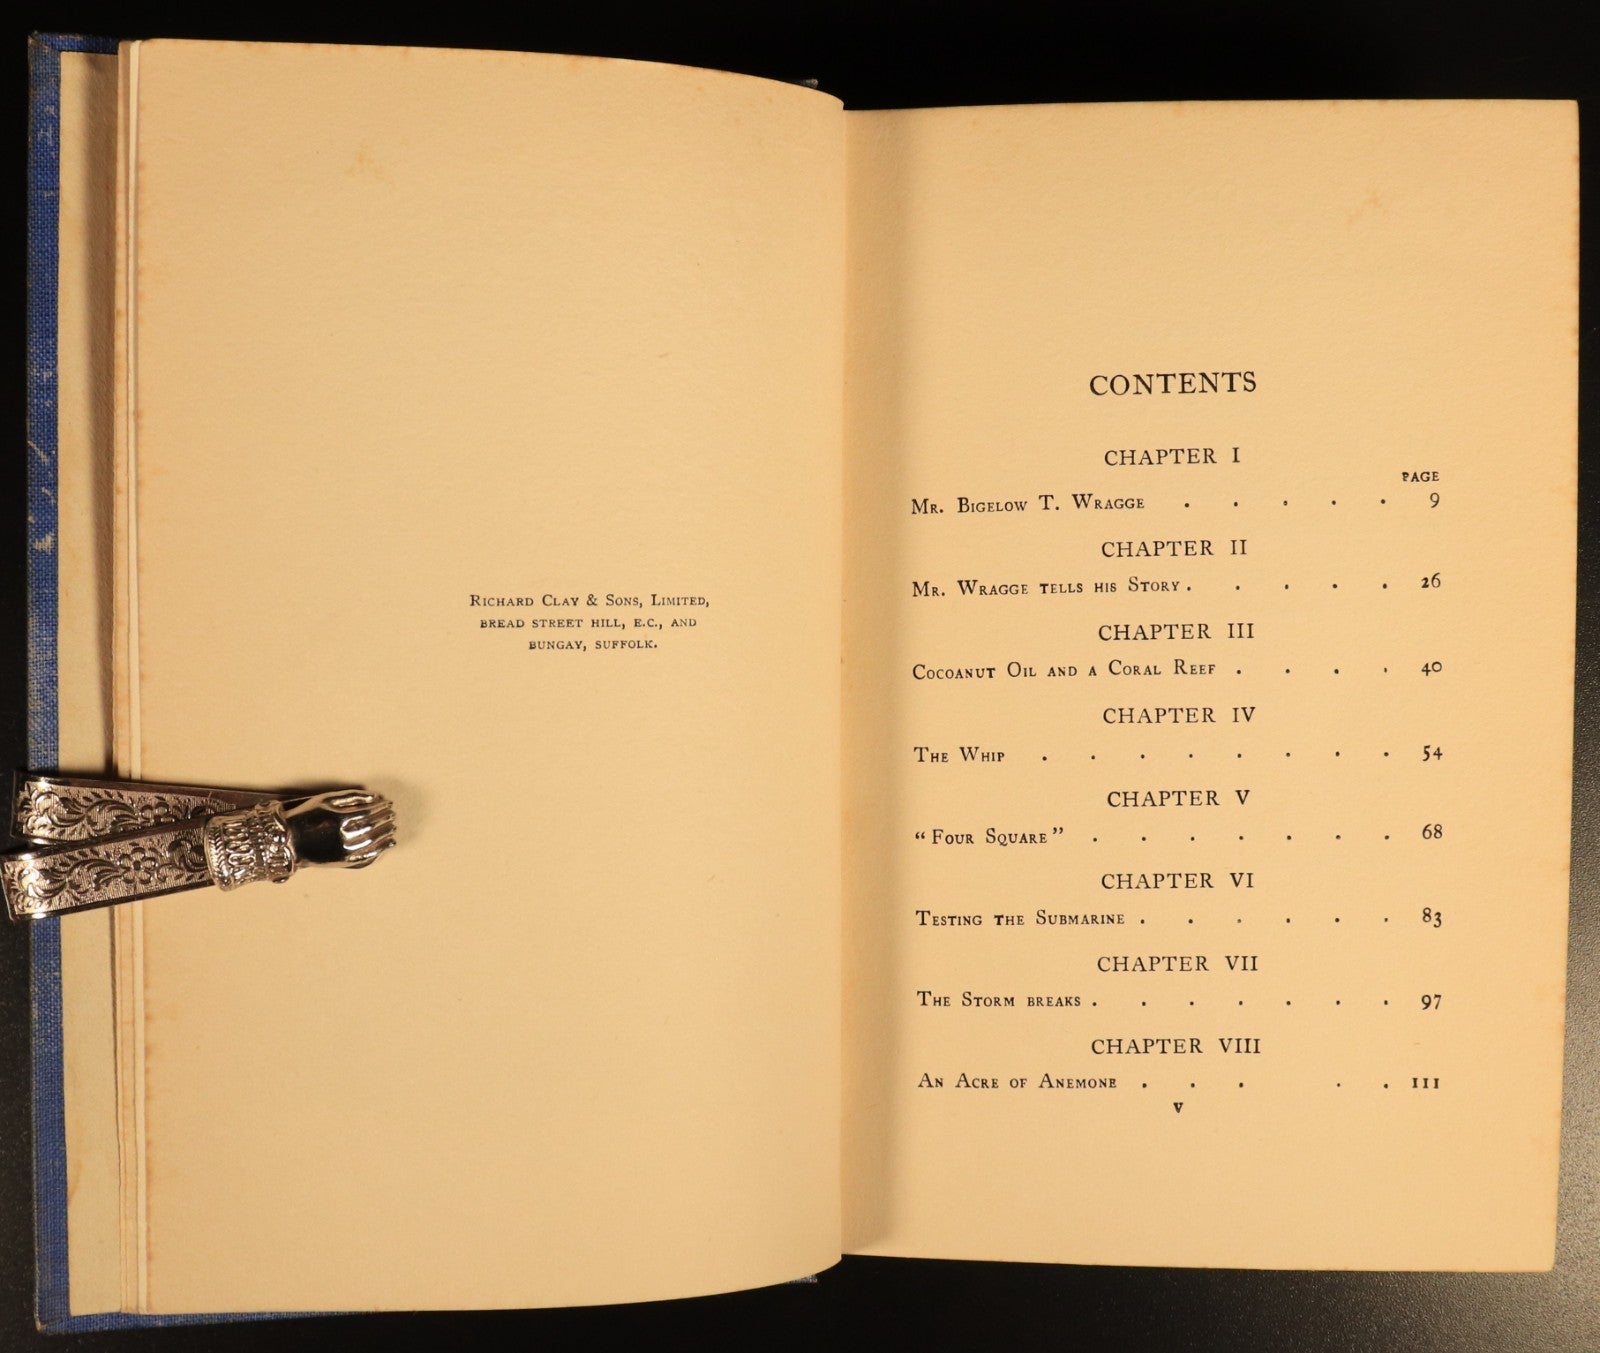 RICHARD CLAY & SONS, LIMITED,
BREAD STREET HILL, E.C., AND
BUNGAY, SUFFOLK.
CONTENTS
CHAPTER I
PAGE
MR. BIGELOW T. WRAGGE . . . . . 9
CHAPTER II
MR. WRAGGE TELLS HIS STORY . . . . . 26
CHAPTER III
COCOANUT OIL AND A CORAL REEF . . . . 40
CHAPTER IV
THE WHIP . . . . . . . . 54
CHAPTER V
“FOUR SQUARE” . . . . . . . 68
CHAPTER VI
TESTING THE SUBMARINE . . . . . . 83
CHAPTER VII
THE STORM BREAKS . . . . . . . 97
CHAPTER VIII
AN ACRE OF ANEMONE . . . . . 111
v